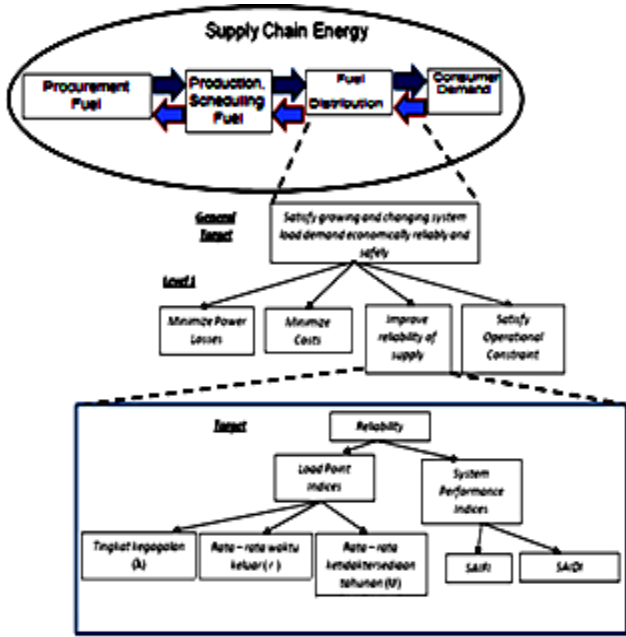 Supply Chain Energy
Procurement
Fuel
Production,
Scheduling
Fuel
Fuel
Distribution
Consumer
Demand
General
Target
Satisfy growing and changing system
load demand economically reliably and
safely
Level 1
Minimize Power
Losses
Minimize
Costs
Improve
reliability of
supply
Satisfy
Operational
Constraint
Target
Reliability
Load Point
Indices
System
Performance
Indices
Tingkat kegagalan
(λ)
Rata – rata waktu
keluar ( r )
Rata – rata
ketidaktersediaan
tahunan (U)
SAIFI
SAIDI